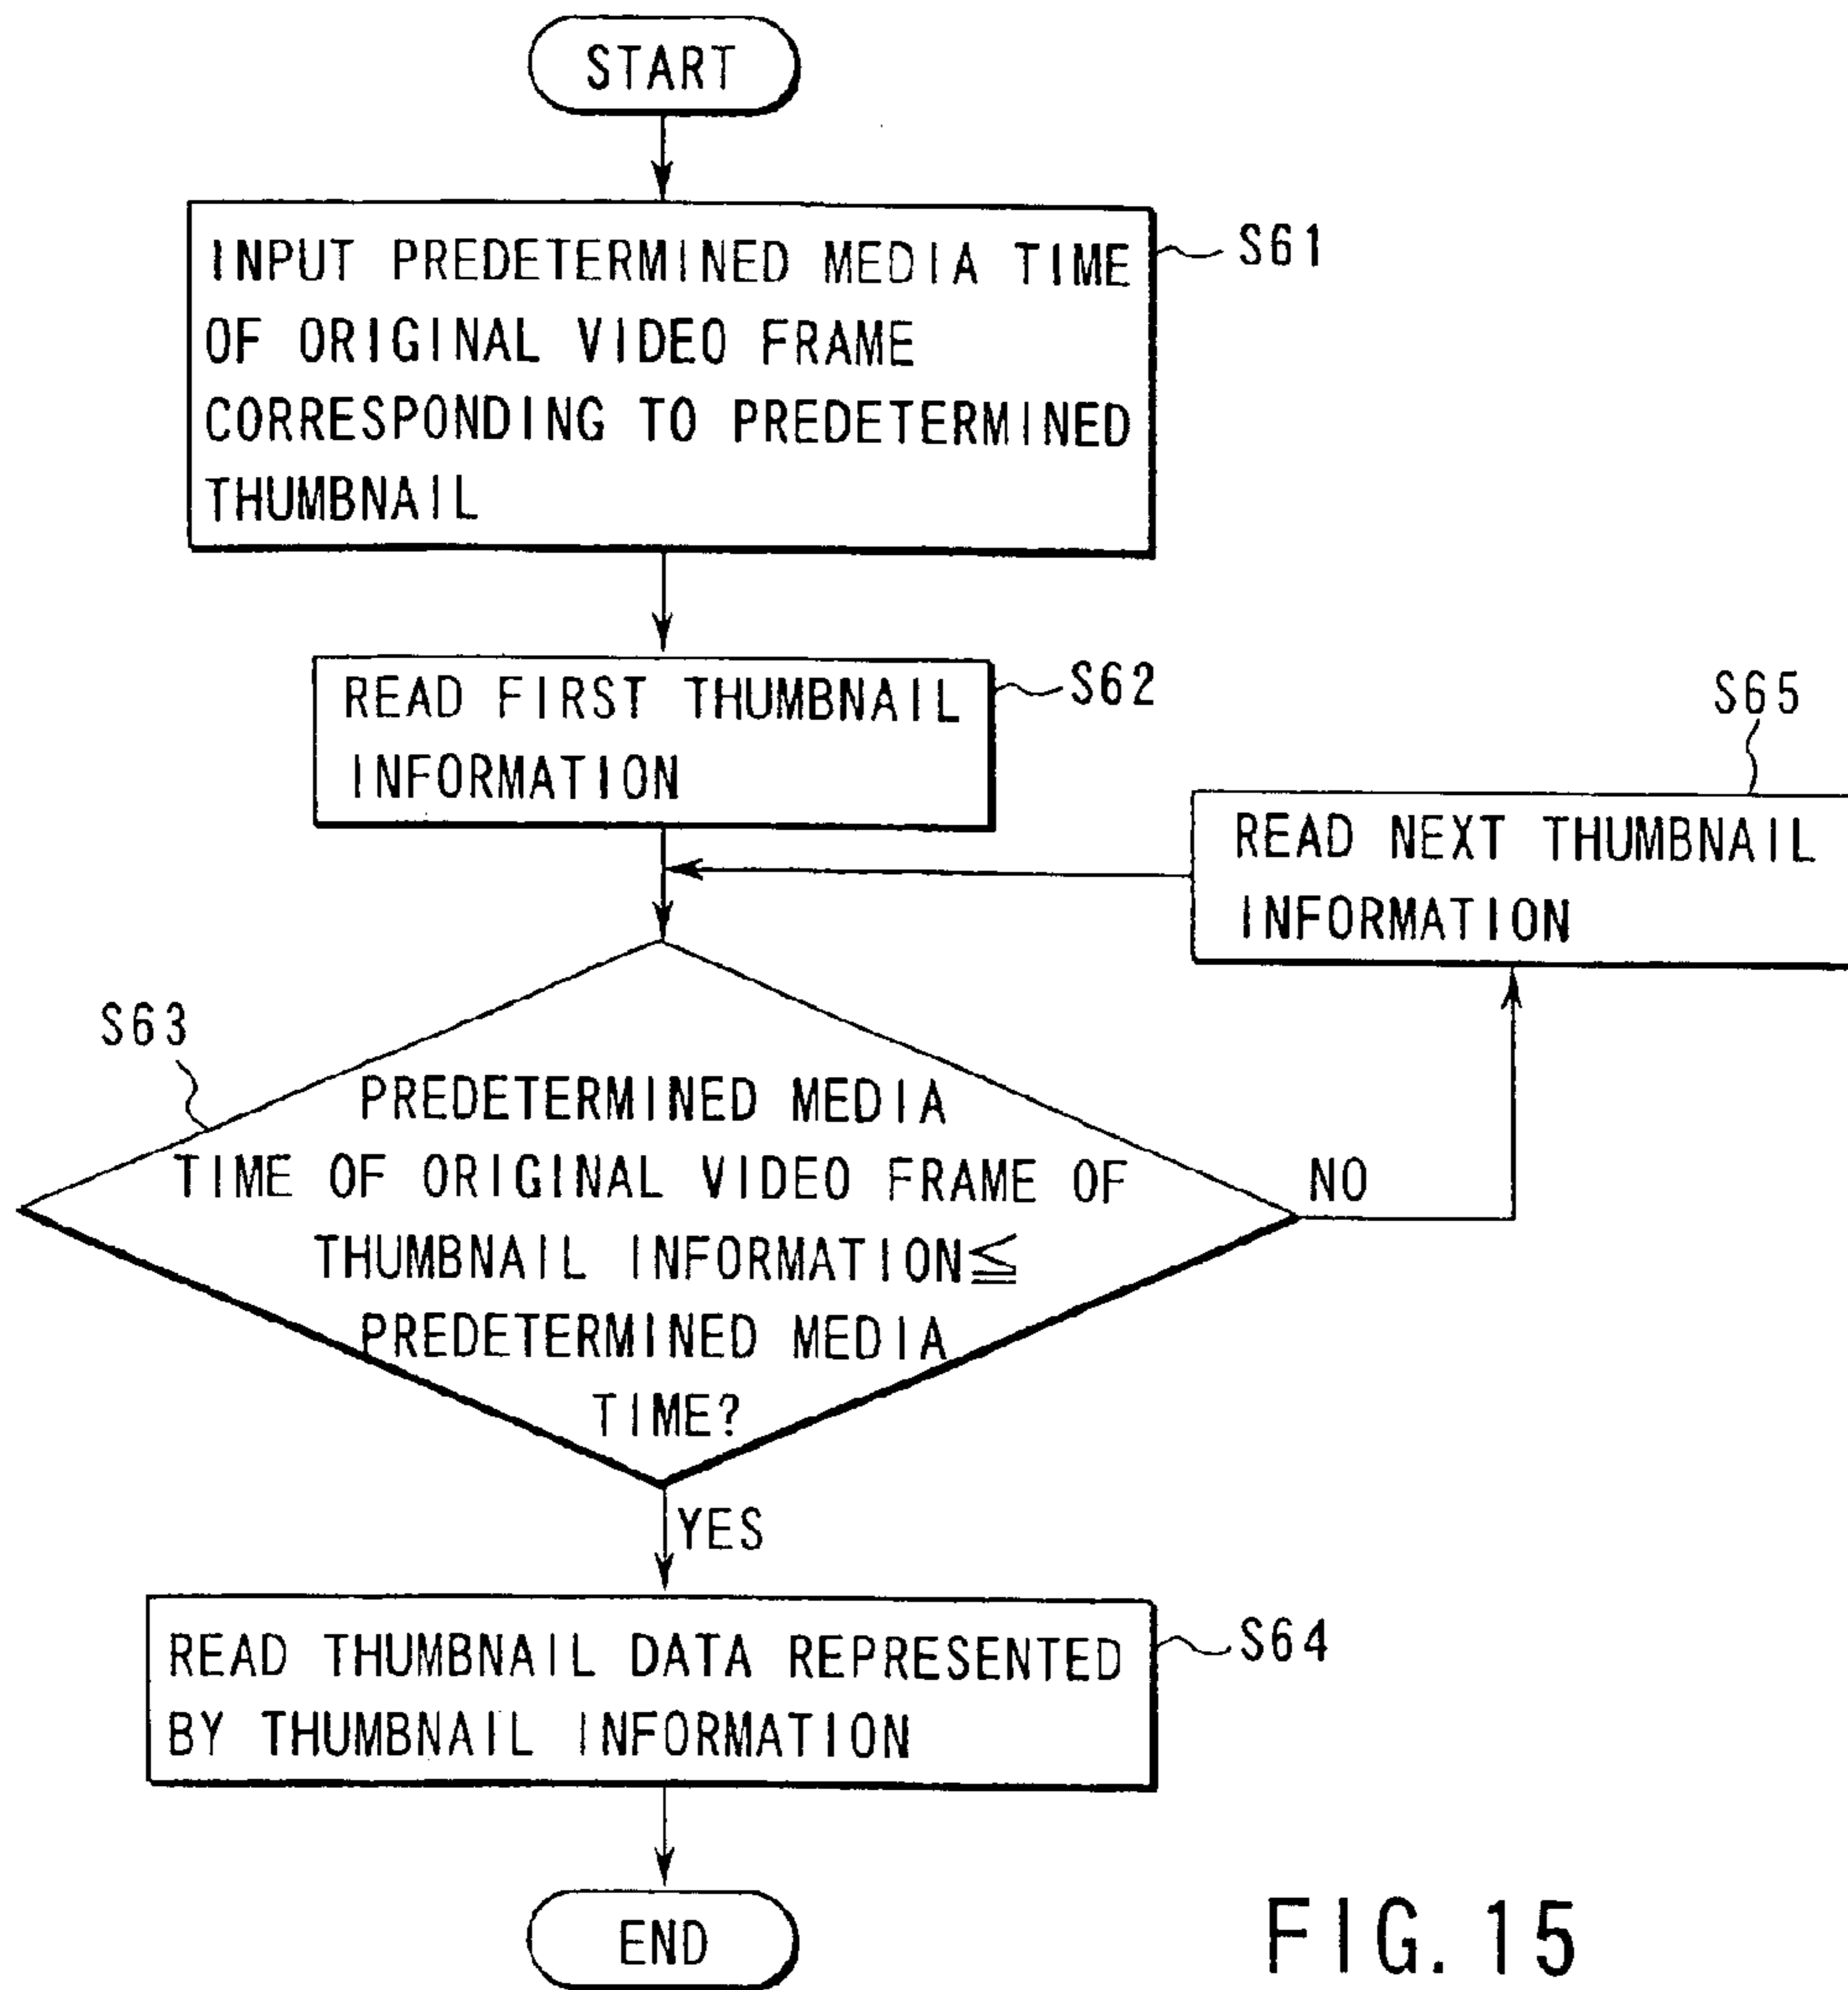 START
INPUT PREDETERMINED MEDIA TIME
OF ORIGINAL VIDEO FRAME
CORRESPONDING TO PREDETERMINED
THUMBNAIL
S61
READ FIRST THUMBNAIL
INFORMATION
S62
S65
READ NEXT THUMBNAIL
INFORMATION
S63
PREDETERMINED MEDIA
TIME OF ORIGINAL VIDEO FRAME OF
THUMBNAIL INFORMATION≦
PREDETERMINED MEDIA
TIME?
NO
YES
READ THUMBNAIL DATA REPRESENTED
BY THUMBNAIL INFORMATION
S64
END
FIG. 15